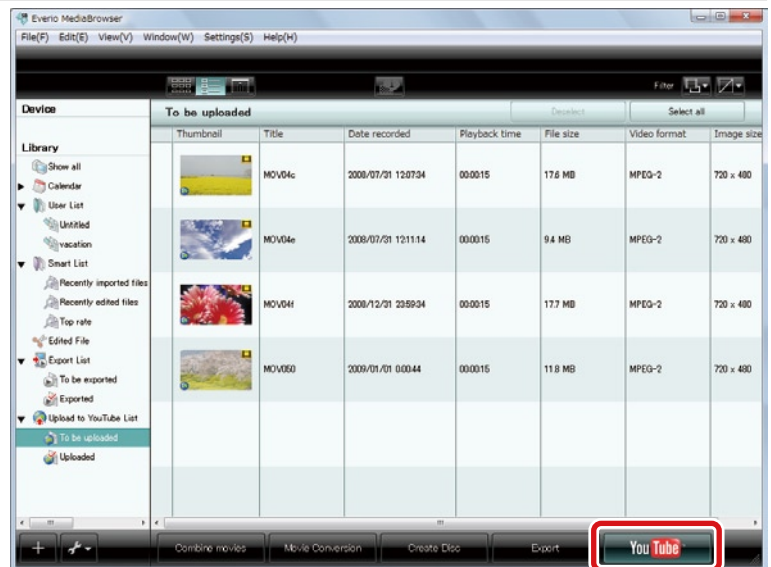 Everio MediaBrowser
File(F) Edit(E) View(V) Window(W) Settings(S) Help(H)
Filter
Device
To be uploaded
Deselect
Select all
Thumbnail Title Date recorded Playback time File size Video format Image size
Library
Show all
Calendar
User List
Untitled
vacation
Smart List
Recently imported files
Recently edited files
Top rate
Edited File
Export List
To be exported
Exported
Upload to YouTube List
To be uploaded
Uploaded
MOV04c 2008/07/31 12:07:34 00:00:15 17.6 MB MPEG-2 720 x 480
MOV04e 2008/07/31 12:11:14 00:00:15 9.4 MB MPEG-2 720 x 480
MOV04f 2008/12/31 23:59:34 00:00:15 17.7 MB MPEG-2 720 x 480
MOV050 2009/01/01 0:00:44 00:00:15 11.8 MB MPEG-2 720 x 480
Combine movies Movie Conversion Create Disc Export YouTube